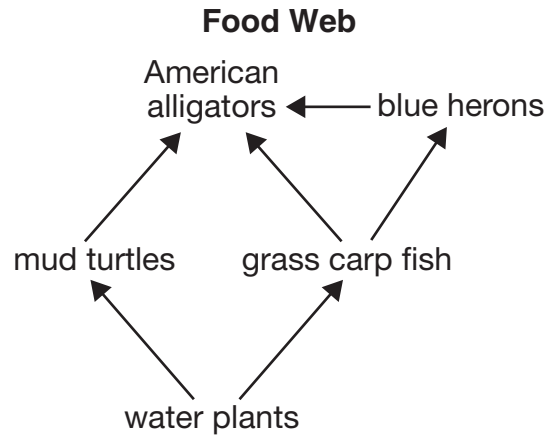 Food Web
American
alligators
blue herons
mud turtles
grass carp fish
water plants